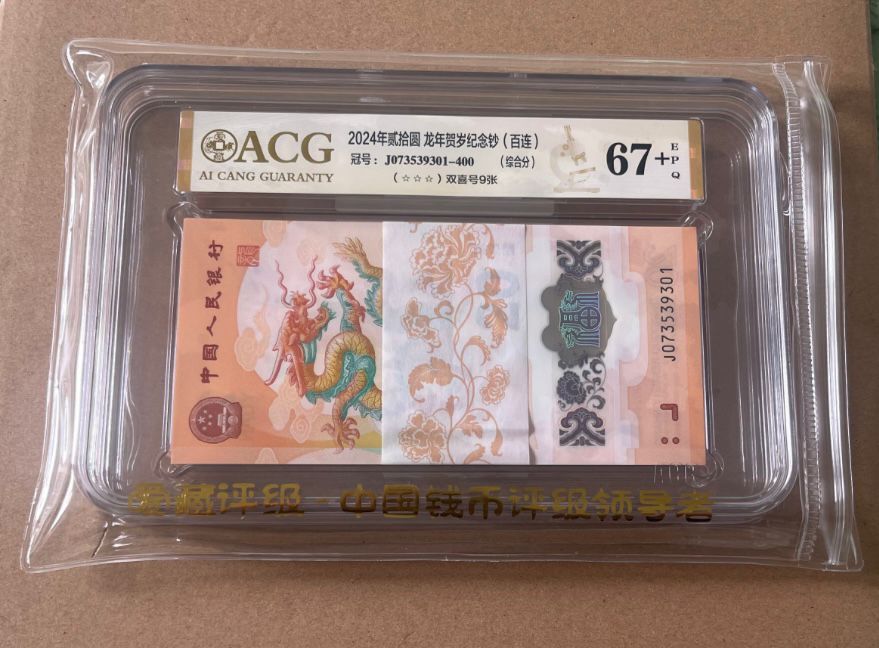 ACG
AI CANG GUARANTY
2024年贰拾圆 龙年贺岁纪念钞（百连）
冠号：J073539301-400 （综合分）
（☆☆☆）双喜号9张
67+
EPQ
中国人民银行
J073539301
爱藏评级·中国钱币评级领导者